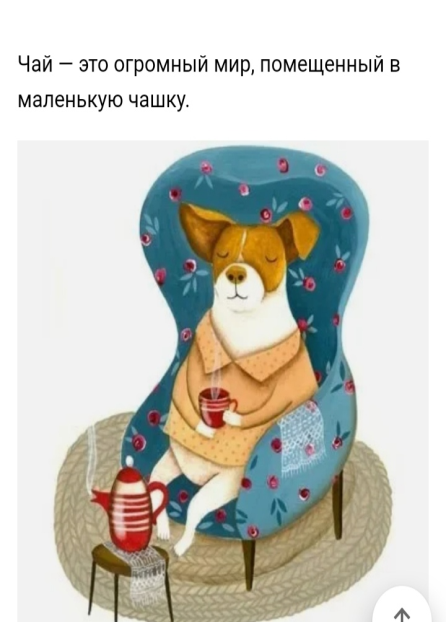 Чай — это огромный мир, помещенный в
маленькую чашку.